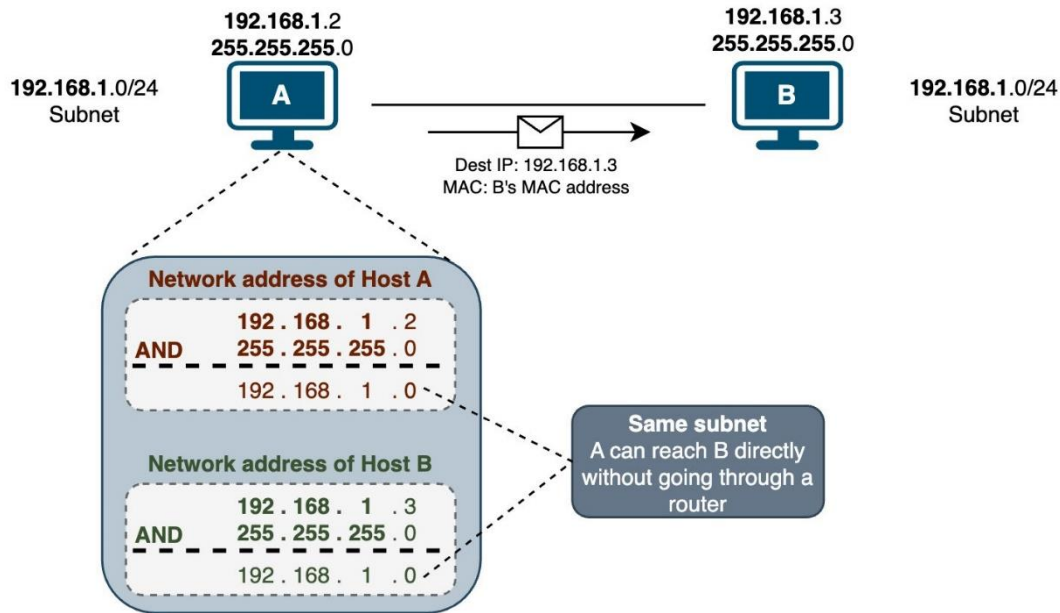 192.168.1.2
255.255.255.0
192.168.1.0/24
Subnet
A
192.168.1.3
255.255.255.0
B
192.168.1.0/24
Subnet
Dest IP: 192.168.1.3
MAC: B's MAC address
Network address of Host A
192 . 168 . 1 . 2
AND 255 . 255 . 255 . 0
192 . 168 . 1 . 0
Network address of Host B
192 . 168 . 1 . 3
AND 255 . 255 . 255 . 0
192 . 168 . 1 . 0
Same subnet
A can reach B directly
without going through a
router